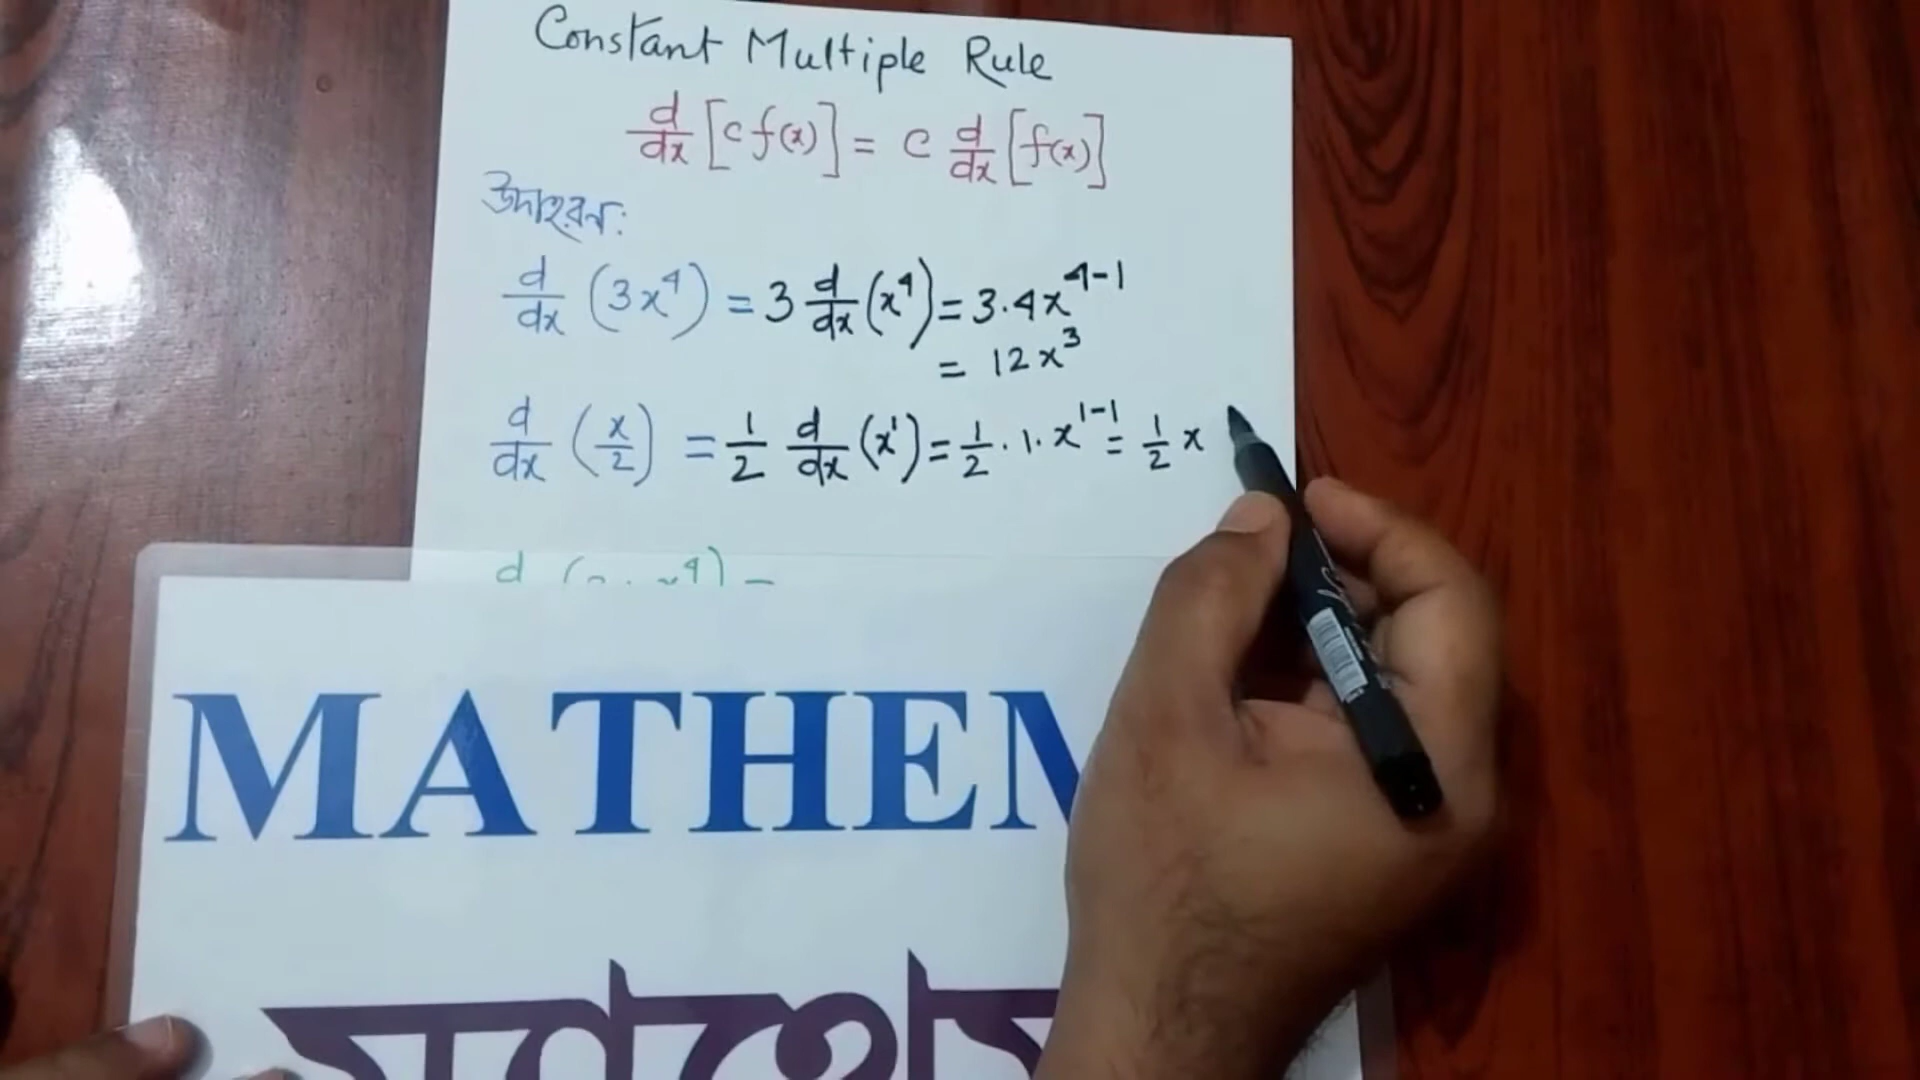 Constant Multiple Rule
d/dx [c f(x)] = c d/dx [f(x)]
উদাহরন:
d/dx (3x⁴) = 3 d/dx (x⁴) = 3·4x⁴⁻¹
= 12x³
d/dx (x/2) = 1/2 d/dx (x¹) = 1/2 · 1 · x¹⁻¹ = 1/2 x
MATHEM